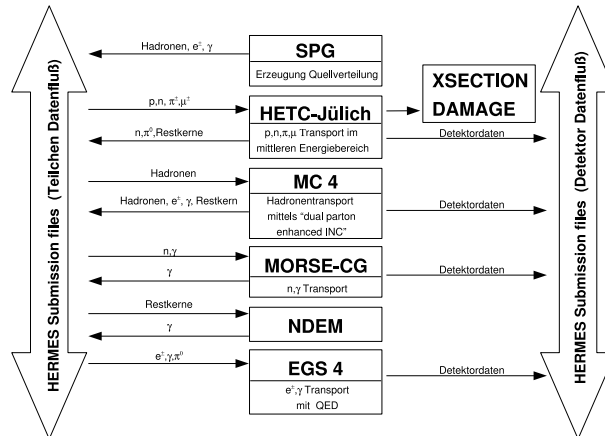 HERMES Submission files (Teilchen Datenfluß)
Hadronen, e±, γ
SPG
Erzeugung Quellverteilung
XSECTION
DAMAGE
p,n, π±,μ±
HETC-Jülich
n,π⁰,Restkerne
p,n,π,μ Transport im
mittleren Energiebereich
Detektordaten
Hadronen
MC 4
Hadronen, e±, γ, Restkern
Hadronentransport
mittels “dual parton
enhanced INC”
Detektordaten
n,γ
MORSE-CG
γ
n,γ Transport
Detektordaten
Restkerne
NDEM
γ
e±,γ,π⁰
EGS 4
e±,γ Transport
mit QED
Detektordaten
HERMES Submission files (Detektor Datenfluß)